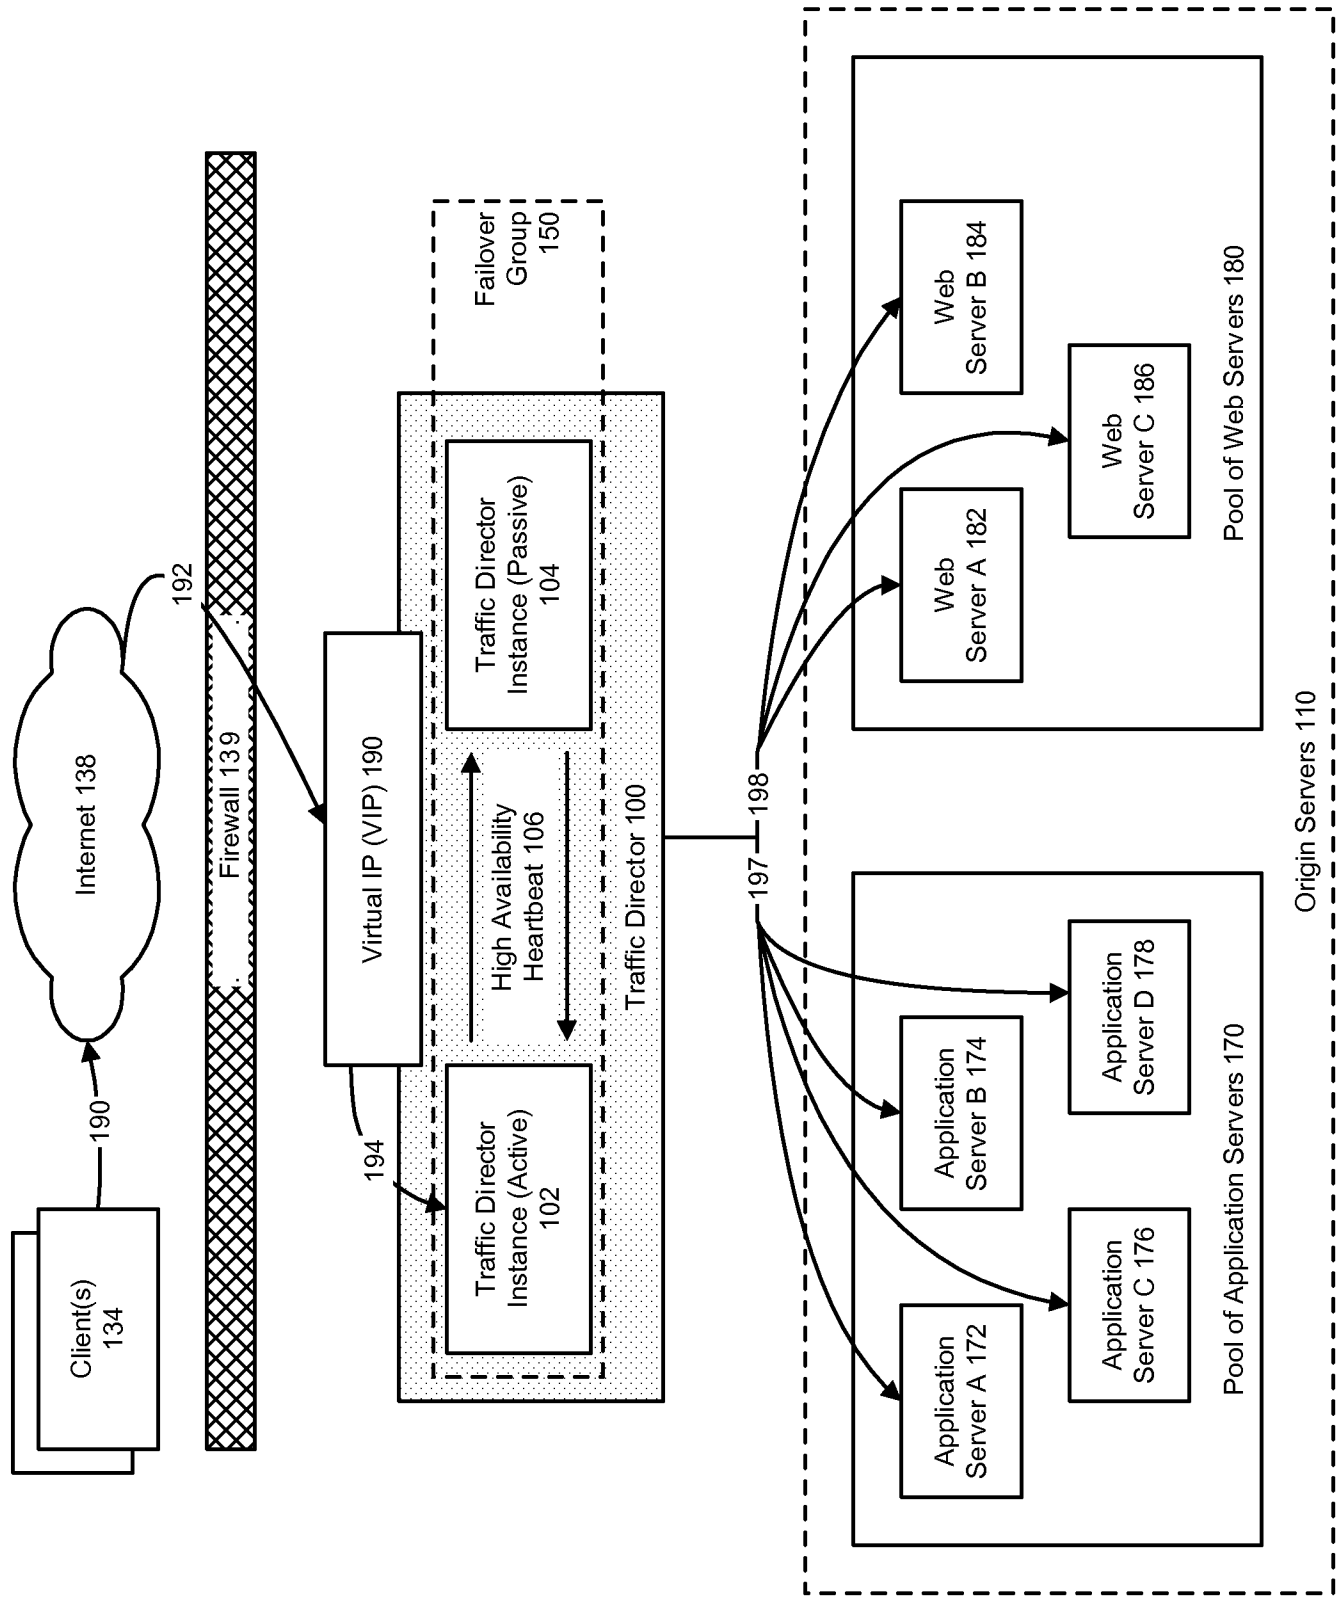 Client(s)
134
190
Internet 138
192
Firewall 139
Virtual IP (VIP) 190
194
Traffic Director
Instance (Active)
102
High Availability
Heartbeat 106
Traffic Director
Instance (Passive)
104
Failover
Group
150
Traffic Director 100
197
198
Application
Server A 172
Application
Server B 174
Application
Server C 176
Application
Server D 178
Pool of Application Servers 170
Web
Server A 182
Web
Server B 184
Web
Server C 186
Pool of Web Servers 180
Origin Servers 110